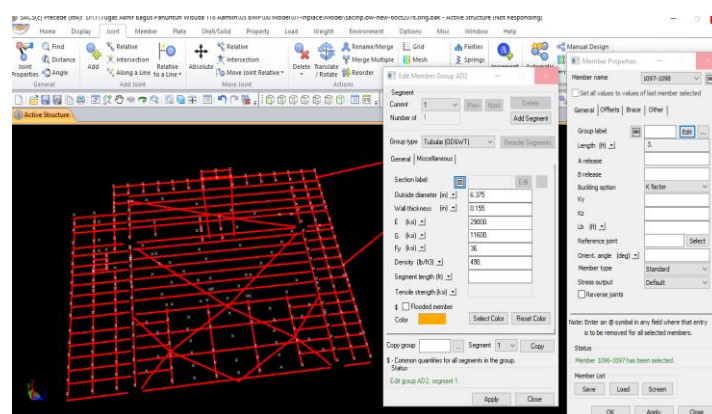 Home Display Joint Member Plate Shell/Solid Property Load Weight Environment Options Misc Window Help
Find
Distance
Angle
Joint Properties
General
Add
Relative
Intersection
Along a Line
Relative to a Line
Add Joint
Absolute
Relative
Intersection
Move Joint Relative
Move Joint
Delete
Translate / Rotate
Rename/Merge
Merge Multiple
Reorder
Actions
Grid
Mesh
Fixities
Springs
Manual Design
Active Structure
Edit Member Group AD2
Segment
Current 1 Prev Next Delete
Number of 1 Add Segment
Group type Tubular (OD&WT) Reorder Segments
General Miscellaneous
Section label Edit
Outside diameter (in) 6.375
Wall thickness (in) 0.155
E (ksi) 29000.
G (ksi) 11600.
Fy (ksi) 36.
Density (lb/ft3) 490.
Segment length (ft)
Tensile strength (ksi)
$ Flooded member
Color Select Color Reset Color
Copy group ... Segment 1 Copy
$ - Common quantities for all segments in the group.
Status
Edit group AD2, segment 1.
Apply Close
Member Properties
Member name 1097-1098
Set all values to values of last member selected
General Offsets Brace Other
Group label Edit ...
Length (ft) 3.
A release
B release
Buckling option K factor
Ky
Kz
Lb (ft)
Reference joint Select
Orient. angle (deg)
Member type Standard
Stress output Default
Reverse joints
Note: Enter an @ symbol in any field where that entry
is to be removed for all selected members.
Status
Member 1096-1097 has been selected.
Member List
Save Load Screen
OK Apply Close